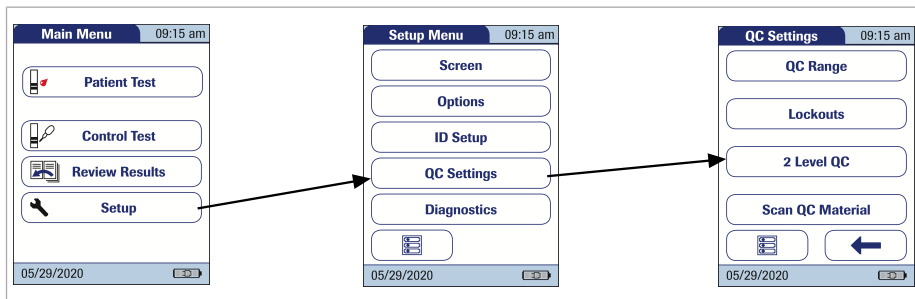 Main Menu 09:15 am
Patient Test
Control Test
Review Results
Setup
05/29/2020
Setup Menu 09:15 am
Screen
Options
ID Setup
QC Settings
Diagnostics
05/29/2020
QC Settings 09:15 am
QC Range
Lockouts
2 Level QC
Scan QC Material
05/29/2020